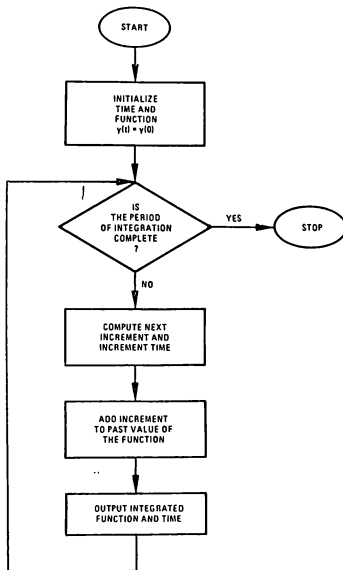 START
INITIALIZE
TIME AND
FUNCTION
y(t) = y(0)
IS
THE PERIOD
OF INTEGRATION
COMPLETE
?
YES
STOP
NO
COMPUTE NEXT
INCREMENT AND
INCREMENT TIME
ADD INCREMENT
TO PAST VALUE OF
THE FUNCTION
OUTPUT INTEGRATED
FUNCTION AND TIME